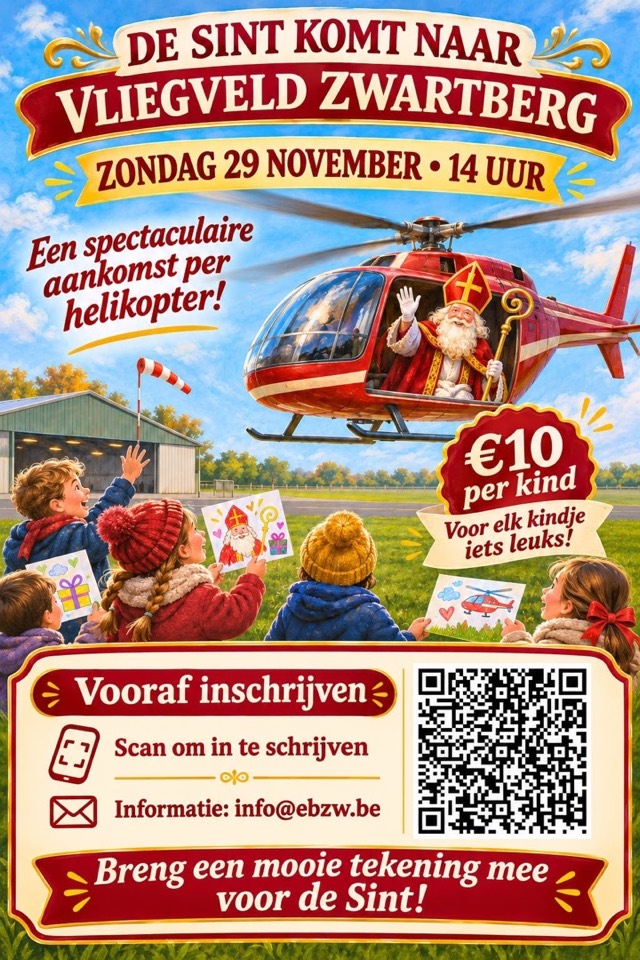 DE SINT KOMT NAAR
VLIEGVELD ZWARTBERG
ZONDAG 29 NOVEMBER • 14 UUR
Een spectaculaire
aankomst per
helikopter!
€10
per kind
Voor elk kindje
iets leuks!
Vooraf inschrijven
Scan om in te schrijven
Informatie: info@ebzw.be
Breng een mooie tekening mee
voor de Sint!